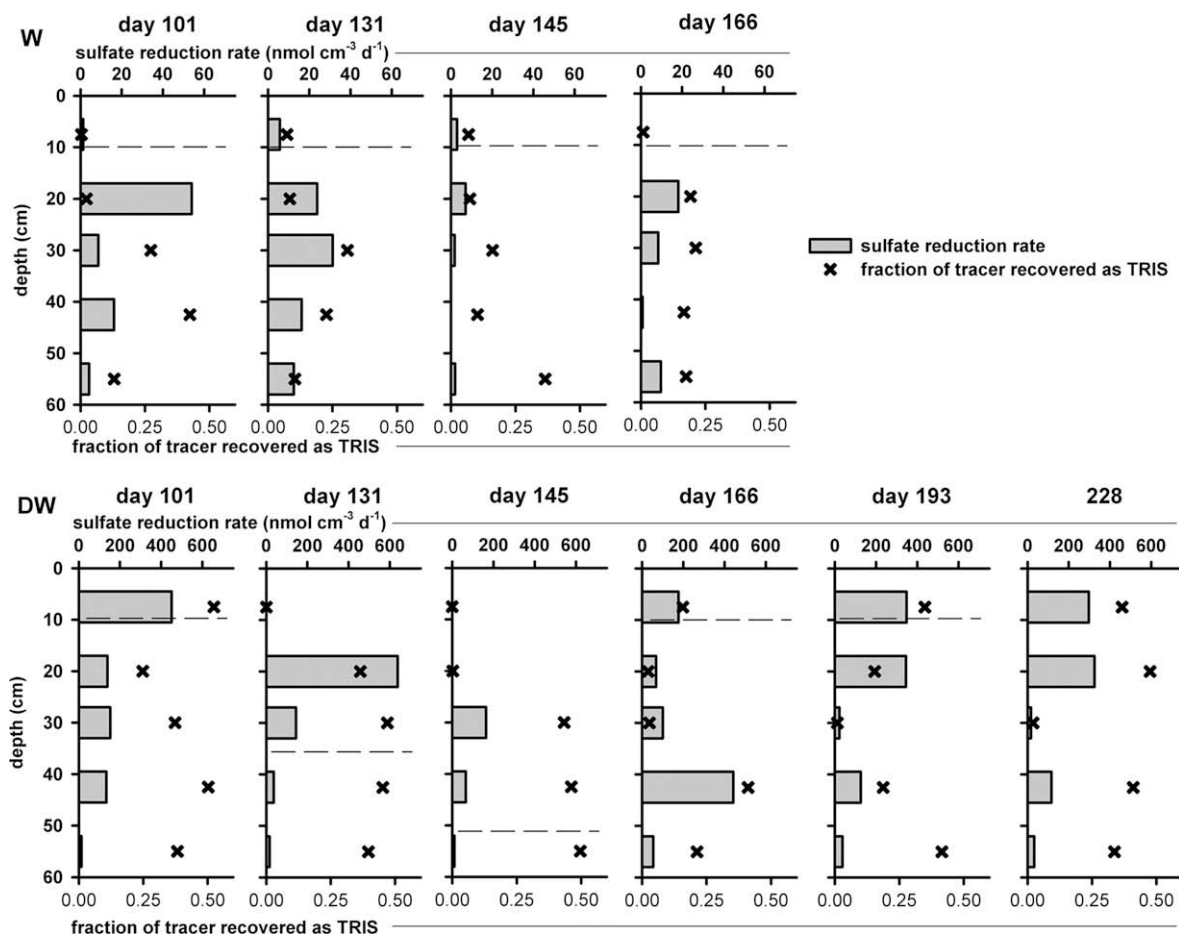 W
day 101 day 131 day 145 day 166
sulfate reduction rate (nmol cm-3 d-1)
0 20 40 60 0 20 40 60 0 20 40 60 0 20 40 60
depth (cm)
0
10
20
30
40
50
60
0.00 0.25 0.50 0.00 0.25 0.50 0.00 0.25 0.50 0.00 0.25 0.50
fraction of tracer recovered as TRIS
sulfate reduction rate
fraction of tracer recovered as TRIS
DW
day 101 day 131 day 145 day 166 day 193 228
sulfate reduction rate (nmol cm-3 d-1)
0 200 400 600 0 200 400 600 0 200 400 600 0 200 400 600 0 200 400 600 0 200 400 600
depth (cm)
0
10
20
30
40
50
60
0.00 0.25 0.50 0.00 0.25 0.50 0.00 0.25 0.50 0.00 0.25 0.50 0.00 0.25 0.50 0.00 0.25 0.50
fraction of tracer recovered as TRIS